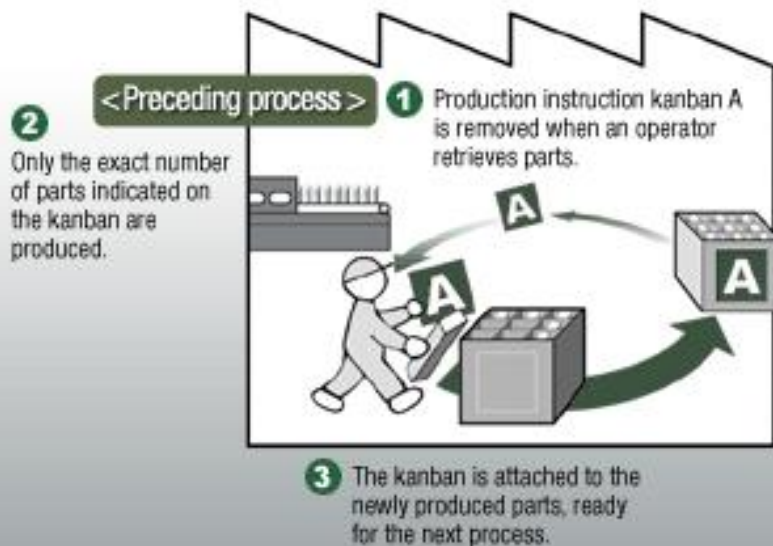 <Preceding process>
1 Production instruction kanban A
is removed when an operator
retrieves parts.
2
Only the exact number
of parts indicated on
the kanban are
produced.
A
A
A
3 The kanban is attached to the
newly produced parts, ready
for the next process.